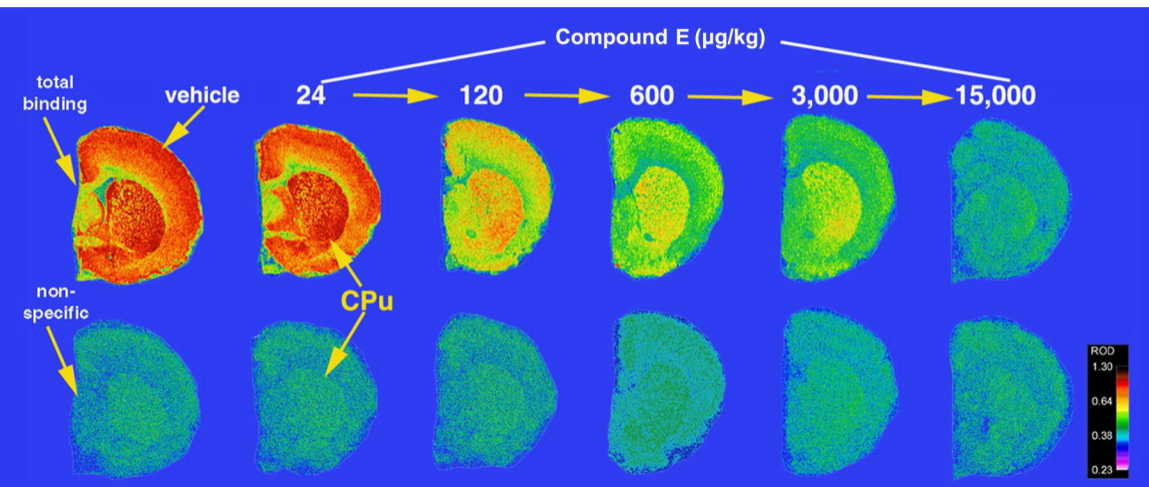 Compound E (µg/kg)
total
binding
vehicle
24
120
600
3,000
15,000
non-
specific
CPu
ROD
1.30
0.64
0.38
0.23